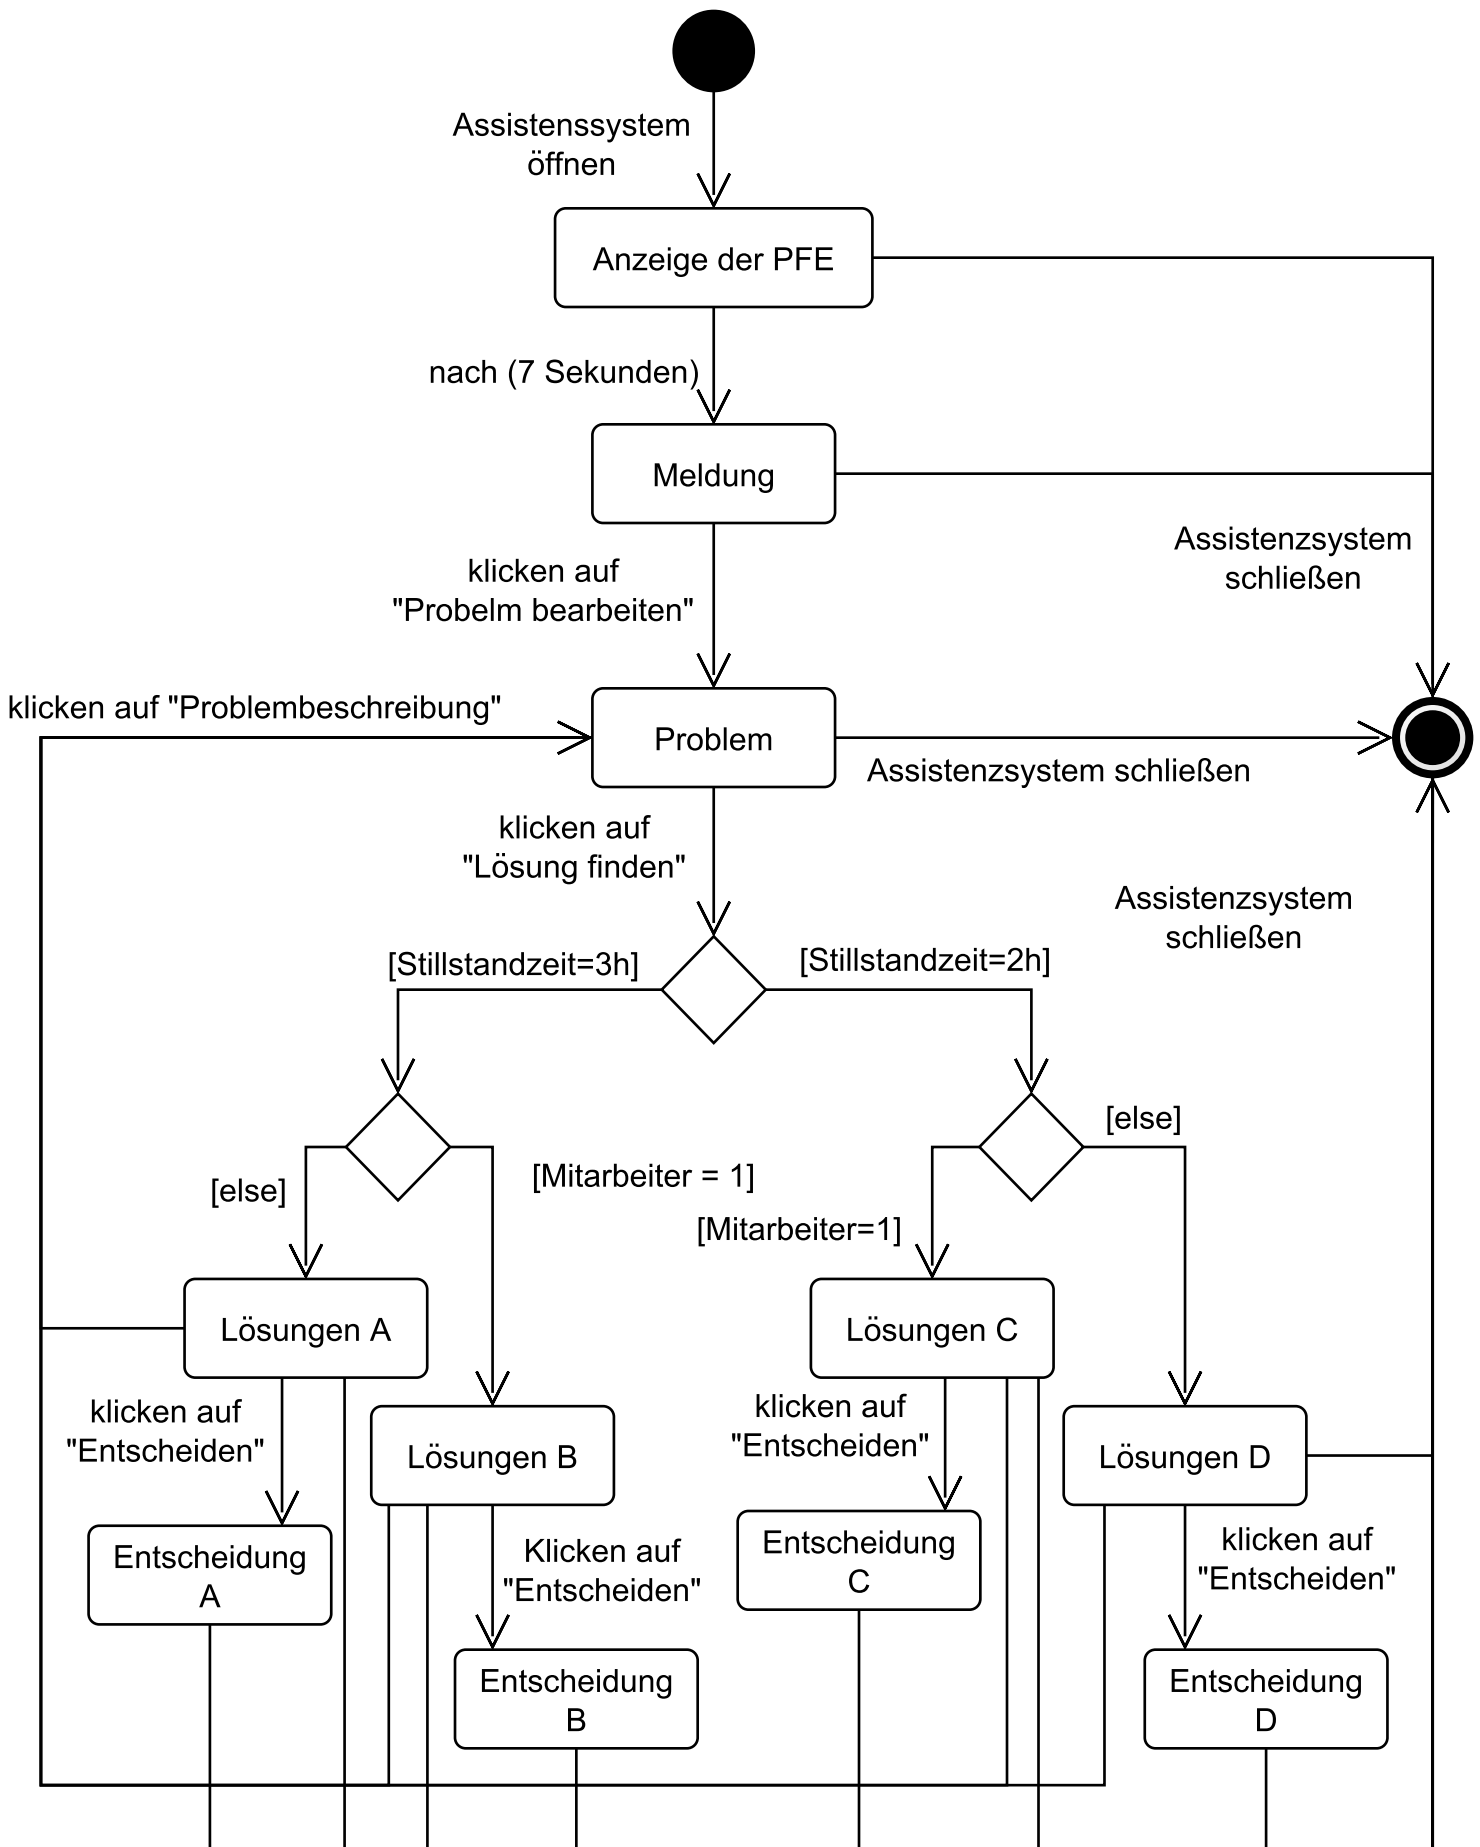 Assistenssystem
öffnen
Anzeige der PFE
nach (7 Sekunden)
Meldung
Assistenzsystem
schließen
klicken auf
"Probelm bearbeiten"
klicken auf "Problembeschreibung"
Problem
Assistenzsystem schließen
klicken auf
"Lösung finden"
Assistenzsystem
schließen
[Stillstandzeit=3h]
[Stillstandzeit=2h]
[else]
[Mitarbeiter = 1]
[else]
[Mitarbeiter=1]
Lösungen A
Lösungen C
klicken auf
"Entscheiden"
klicken auf
"Entscheiden"
Lösungen B
Lösungen D
Entscheidung
A
Klicken auf
"Entscheiden"
Entscheidung
C
klicken auf
"Entscheiden"
Entscheidung
B
Entscheidung
D